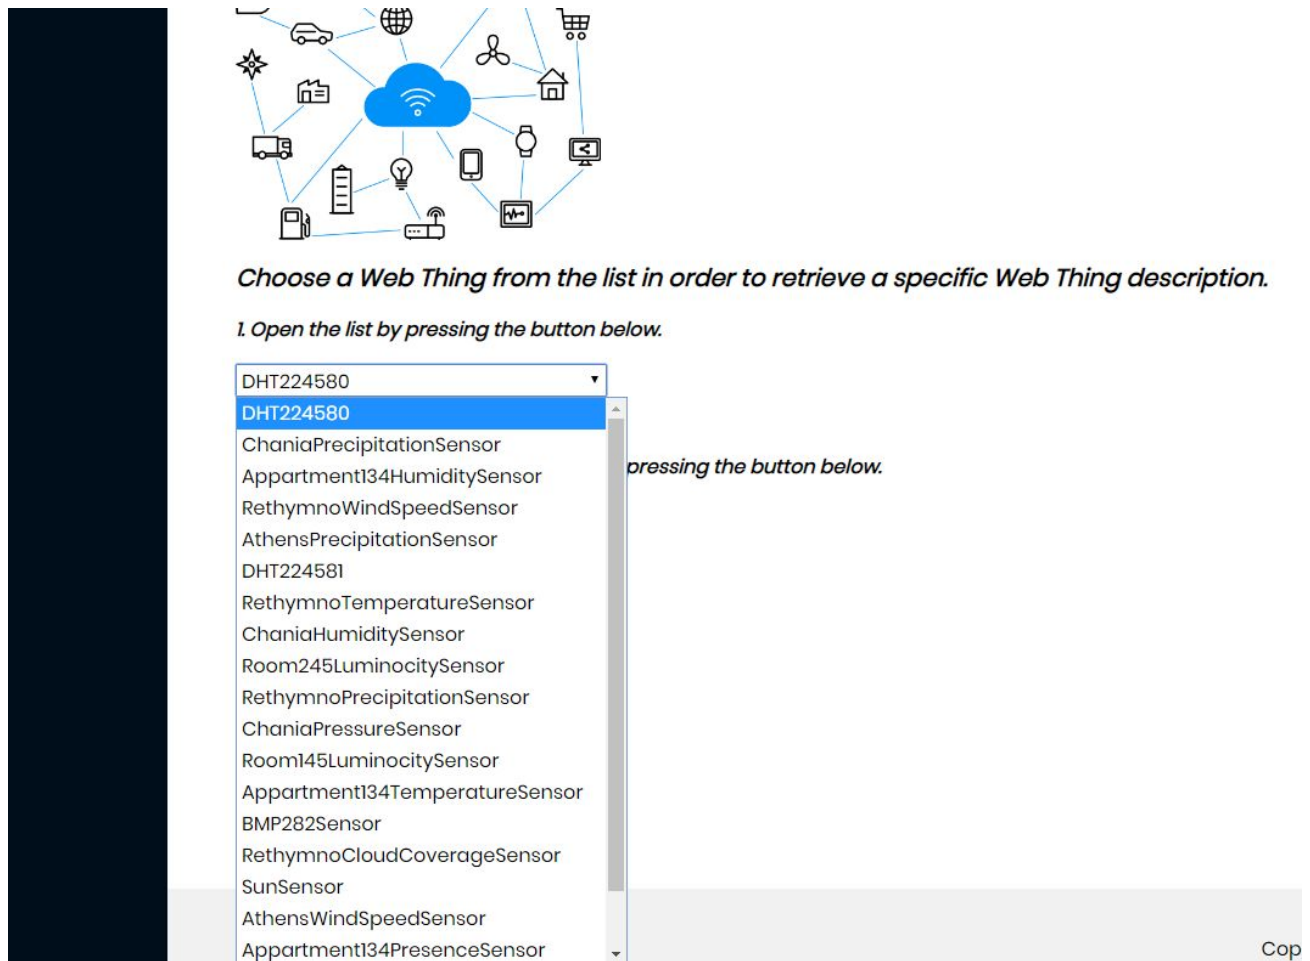 Choose a Web Thing from the list in order to retrieve a specific Web Thing description.
1. Open the list by pressing the button below.
DHT224580
DHT224580
ChaniaPrecipitationSensor
Appartment134HumiditySensor
pressing the button below.
RethymnoWindSpeedSensor
AthensPrecipitationSensor
DHT224581
RethymnoTemperatureSensor
ChaniaHumiditySensor
Room245LuminocitySensor
RethymnoPrecipitationSensor
ChaniaPressureSensor
Room145LuminocitySensor
Appartment134TemperatureSensor
BMP282Sensor
RethymnoCloudCoverageSensor
SunSensor
AthensWindSpeedSensor
Appartment134PresenceSensor
Cop